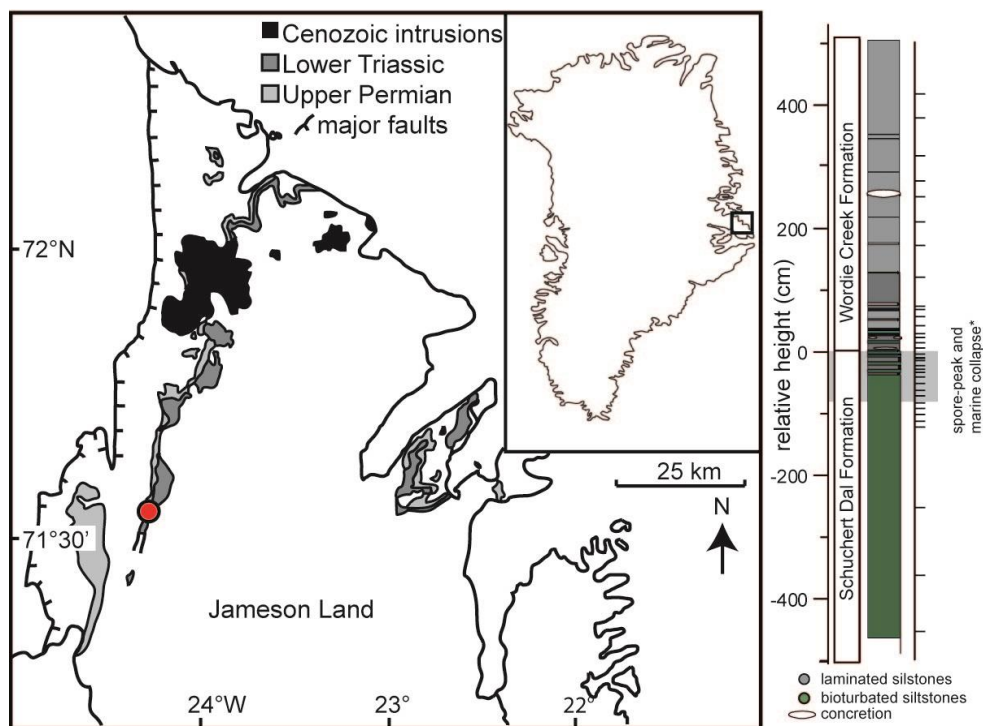 Cenozoic intrusions
Lower Triassic
Upper Permian
major faults
72°N
71°30'
25 km
N
Jameson Land
24°W
23°
22°
relative height (cm)
400
200
0
-200
-400
Wordie Creek Formation
Schuchert Dal Formation
spore-peak and
marine collapse*
laminated silstones
bioturbated siltstones
concretion